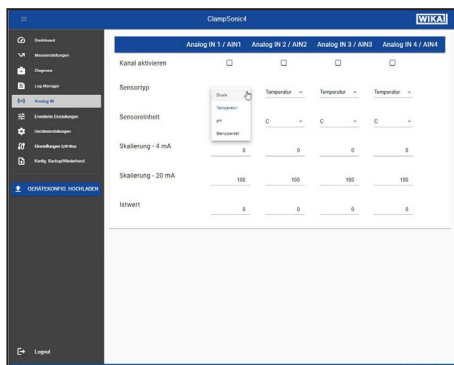 ClampSonic4
WIKA
Dashboard
Messeinstellungen
Diagnose
Log-Manager
Analog IN
Erweiterte Einstellungen
Geräteeinstellungen
Einstellungen I/O-Box
Konfig. Backup/Wiederherst.
GERÄTEKONFIG. HOCHLADEN
Logout
Analog IN 1 / AIN1 Analog IN 2 / AIN2 Analog IN 3 / AIN3 Analog IN 4 / AIN4
Kanal aktivieren
Sensortyp Temperatur Temperatur Temperatur
Druck
Temperatur
pH
Benutzerdef.
Sensoreinheit C C C
Skalierung - 4 mA 0 0 0 0
Skalierung - 20 mA 100 100 100 100
Istwert 0 0 0 0